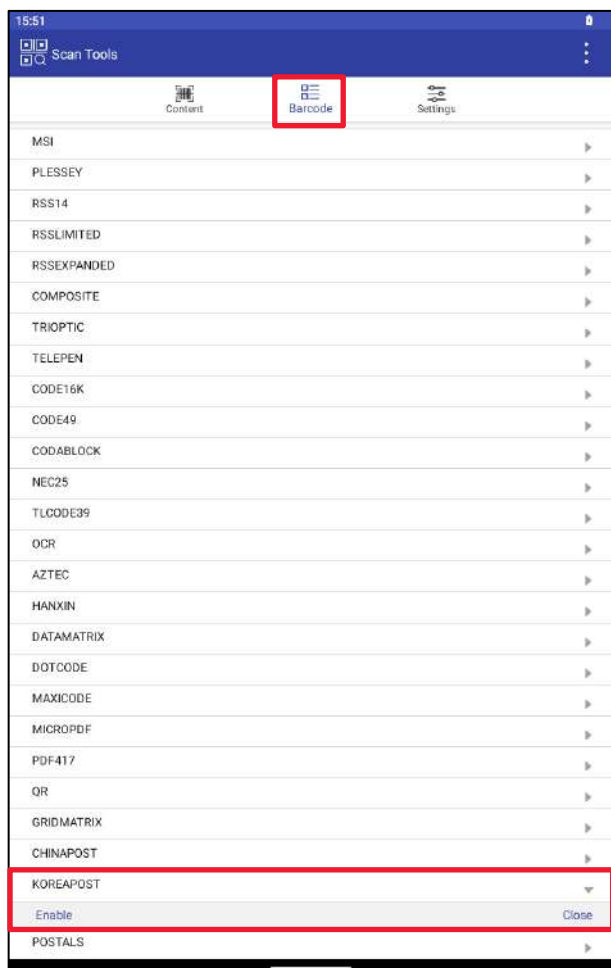 15:51
Scan Tools
Content Barcode Settings
MSI
PLESSEY
RSS14
RSSLIMITED
RSSEXPANDED
COMPOSITE
TRIOPTIC
TELEPEN
CODE16K
CODE49
CODABLOCK
NEC25
TLCODE39
OCR
AZTEC
HANXIN
DATAMATRIX
DOTCODE
MAXICODE
MICROPDF
PDF417
QR
GRIDMATRIX
CHINAPOST
KOREAPOST
Enable Close
POSTALS